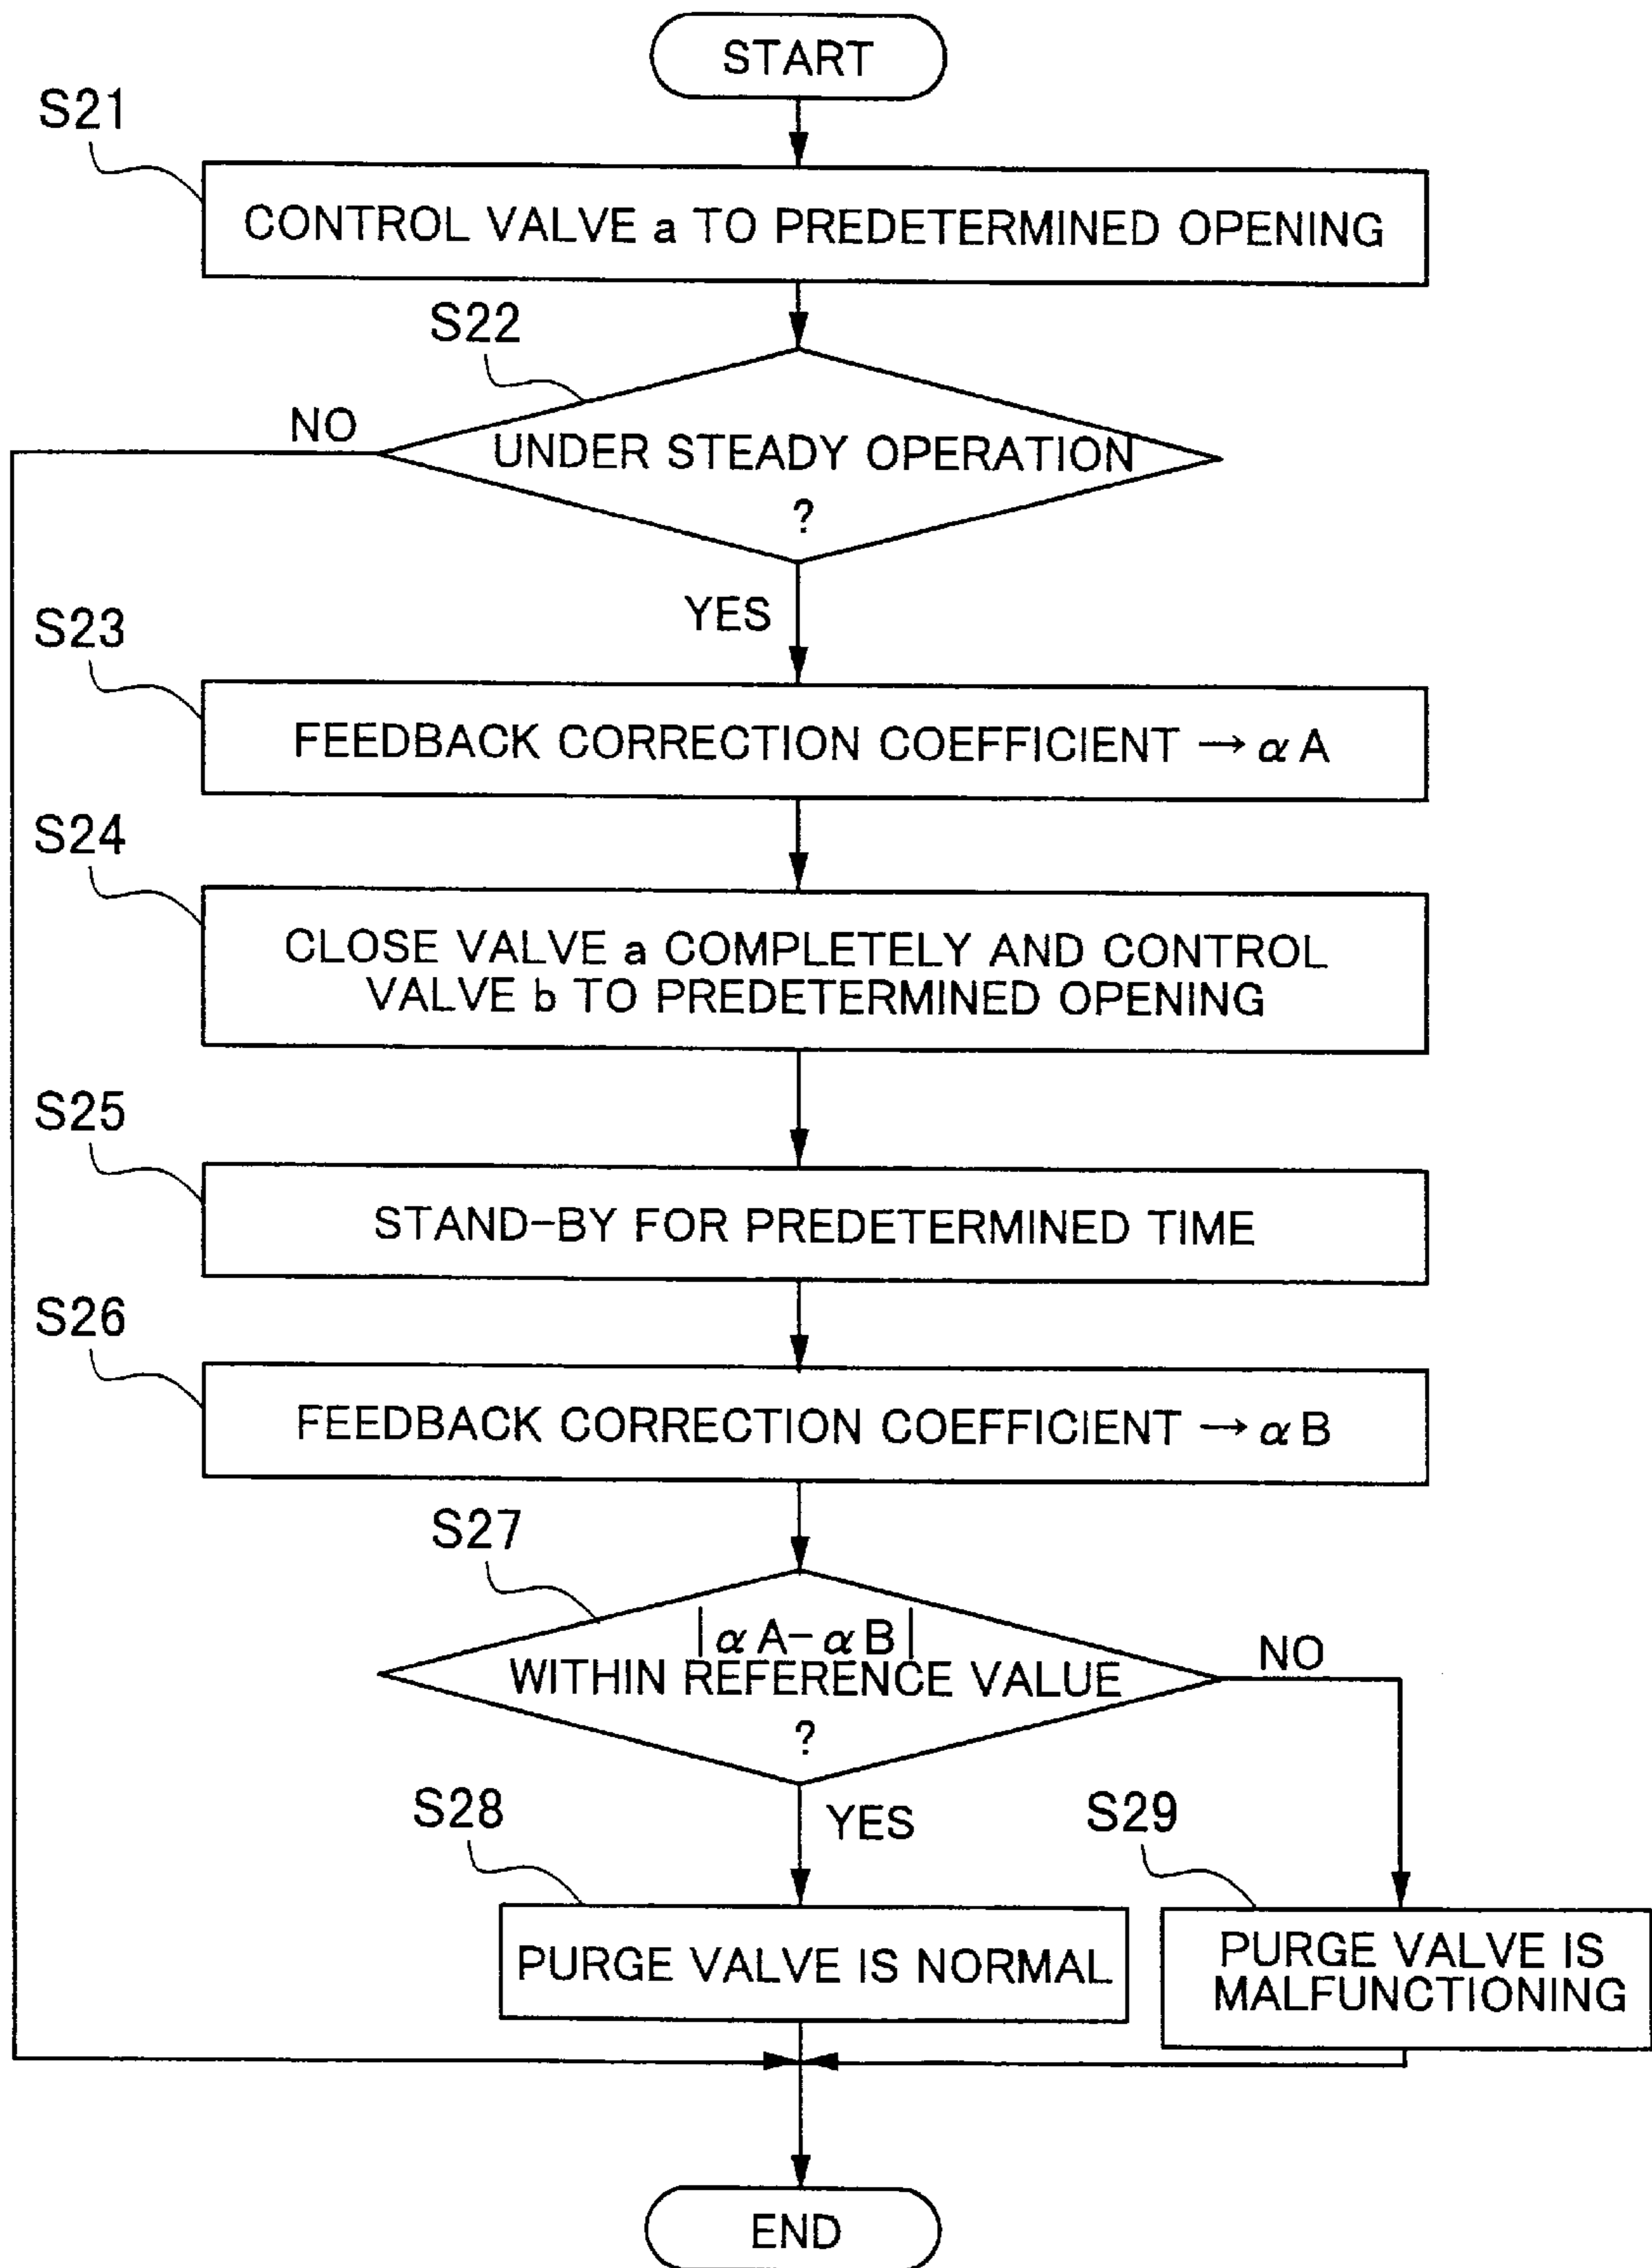 START
S21
CONTROL VALVE a TO PREDETERMINED OPENING
S22
NO
UNDER STEADY OPERATION
?
YES
S23
FEEDBACK CORRECTION COEFFICIENT → α A
S24
CLOSE VALVE a COMPLETELY AND CONTROL
VALVE b TO PREDETERMINED OPENING
S25
STAND-BY FOR PREDETERMINED TIME
S26
FEEDBACK CORRECTION COEFFICIENT → α B
S27
|α A- α B|
WITHIN REFERENCE VALUE
?
NO
YES
S28
PURGE VALVE IS NORMAL
S29
PURGE VALVE IS
MALFUNCTIONING
END